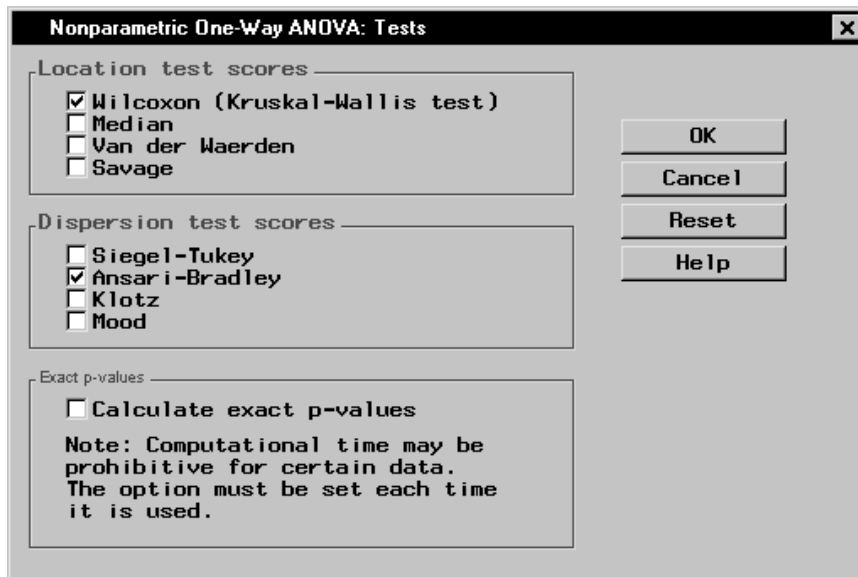 Nonparametric One-Way ANOVA: Tests
Location test scores
Wilcoxon (Kruskal-Wallis test)
Median
Van der Waerden
Savage
Dispersion test scores
Siegel-Tukey
Ansari-Bradley
Klotz
Mood
Exact p-values
Calculate exact p-values
Note: Computational time may be
prohibitive for certain data.
The option must be set each time
it is used.
OK
Cancel
Reset
Help